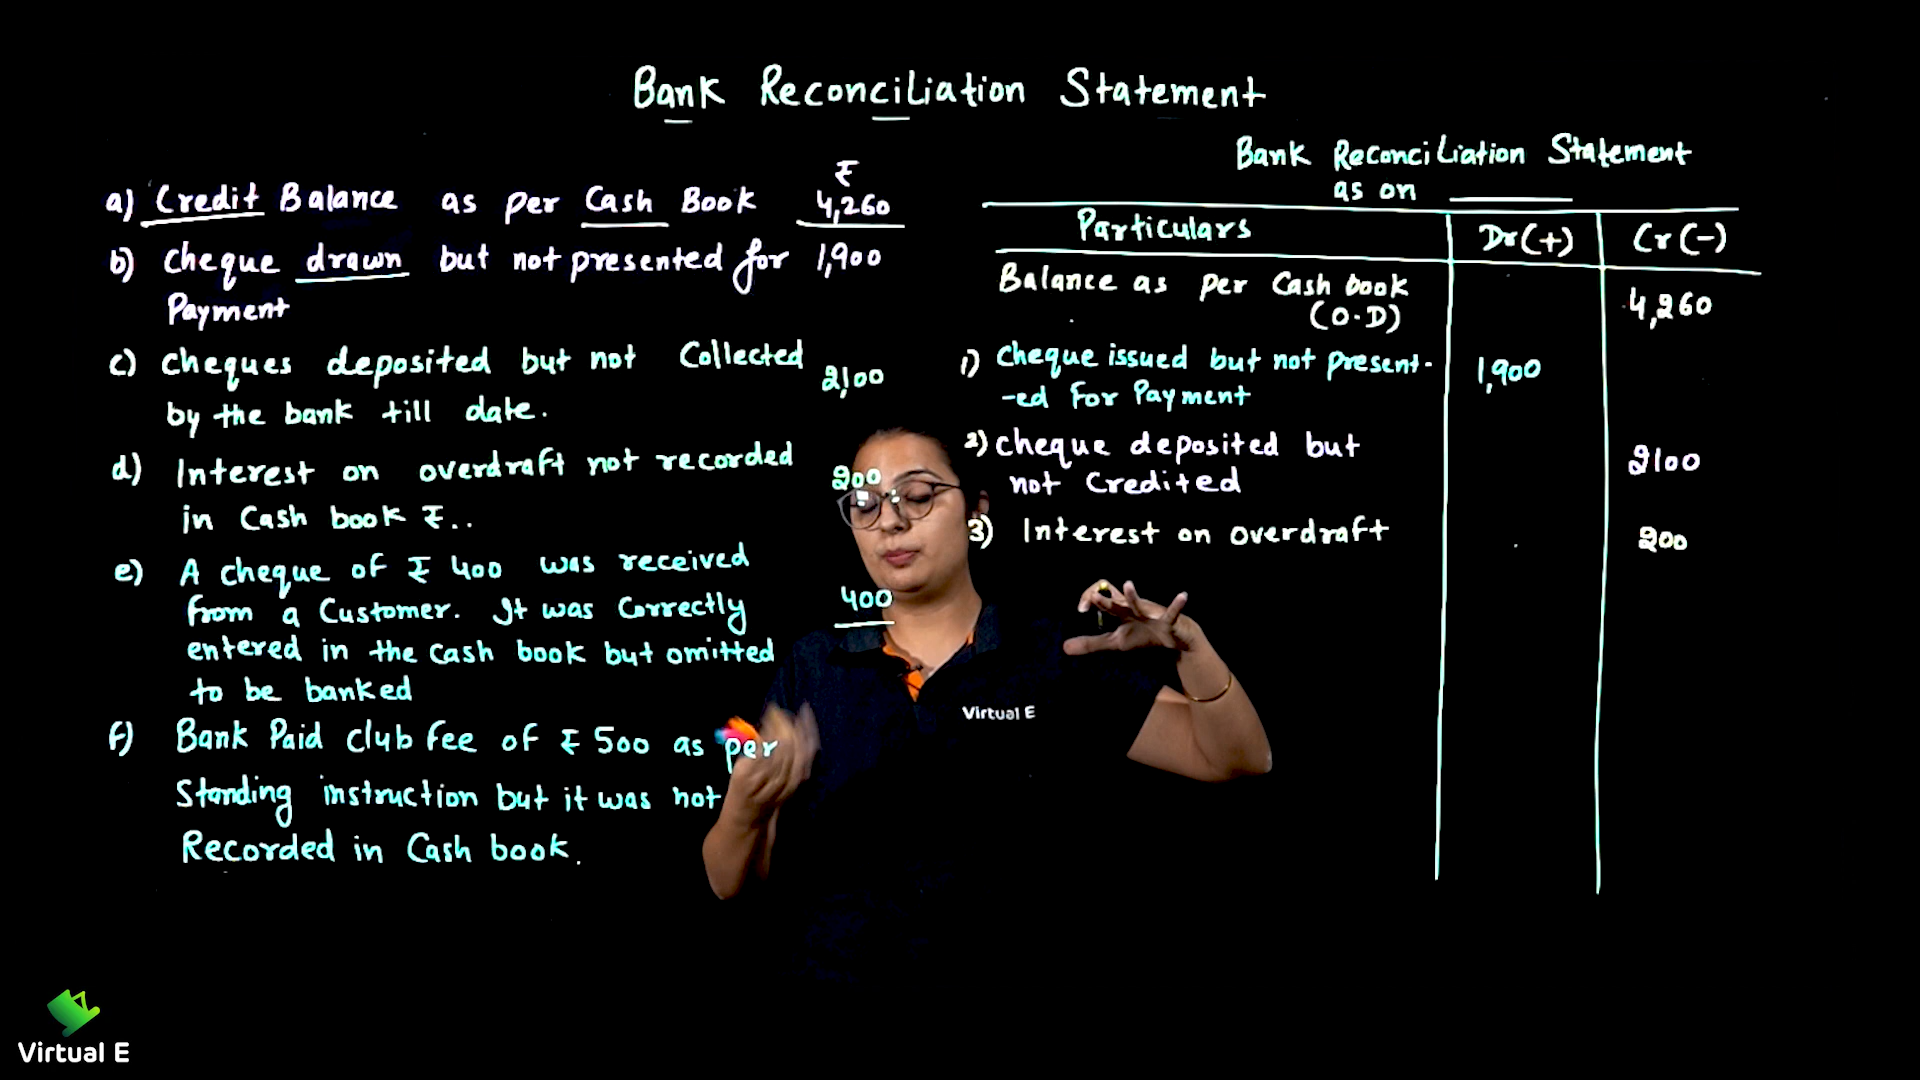 Bank Reconciliation Statement
₹
a) Credit Balance as per Cash Book 4,260
b) Cheque drawn but not presented for 1,900
Payment
c) Cheques deposited but not Collected
2,100
by the bank till date.
d) Interest on overdraft not recorded
200
in Cash book ₹..
e) A cheque of ₹ 400 was received
from a Customer. It was Correctly
400
entered in the cash book but omitted
to be banked
f) Bank Paid club fee of ₹ 500 as per
Standing instruction but it was not
Recorded in Cash book.
Bank Reconciliation Statement
as on
Particulars Dr(+) Cr(-)
Balance as per Cash book
(O.D) 4,260
1) Cheque issued but not present-
-ed For Payment 1,900
2) Cheque deposited but
not Credited 2100
3) Interest on overdraft 200
Virtual E
Virtual E